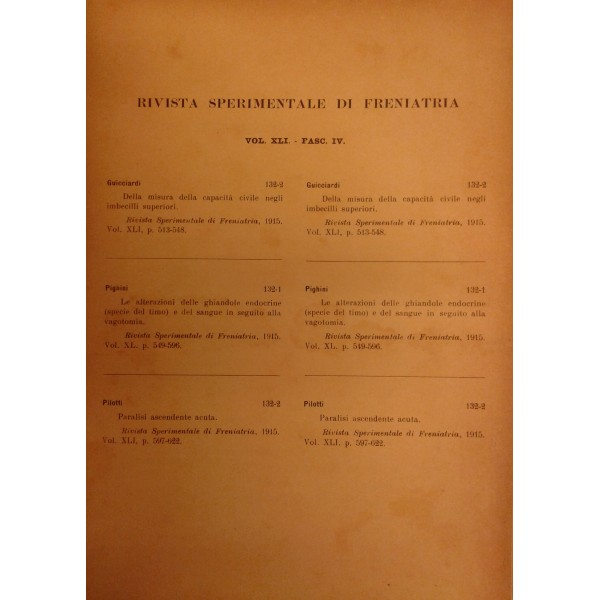 RIVISTA SPERIMENTALE DI FRENIATRIA
VOL. XLI. - FASC. IV.
Guicciardi 132-2
Della misura della capacità civile negli
imbecilli superiori.
Rivista Sperimentale di Freniatria, 1915.
Vol. XLI, p. 513-548.
Pighini 132-1
Le alterazioni delle ghiandole endocrine
(specie del timo) e del sangue in seguito alla
vagotomia.
Rivista Sperimentale di Freniatria, 1915.
Vol. XL. p. 549-596.
Pilotti 132-2
Paralisi ascendente acuta.
Rivista Sperimentale di Freniatria, 1915.
Vol. XLI, p. 597-622.
Guicciardi 132-2
Della misura della capacità civile negli
imbecilli superiori.
Rivista Sperimentale di Freniatria, 1915.
Vol. XLI, p. 513-548.
Pighini 132-1
Le alterazioni delle ghiandole endocrine
(specie del timo) e del sangue in seguito alla
vagotomia.
Rivista Sperimentale di Freniatria, 1915.
Vol. XL. p. 549-596.
Pilotti 132-2
Paralisi ascendente acuta.
Rivista Sperimentale di Freniatria, 1915.
Vol. XLI, p. 597-622.